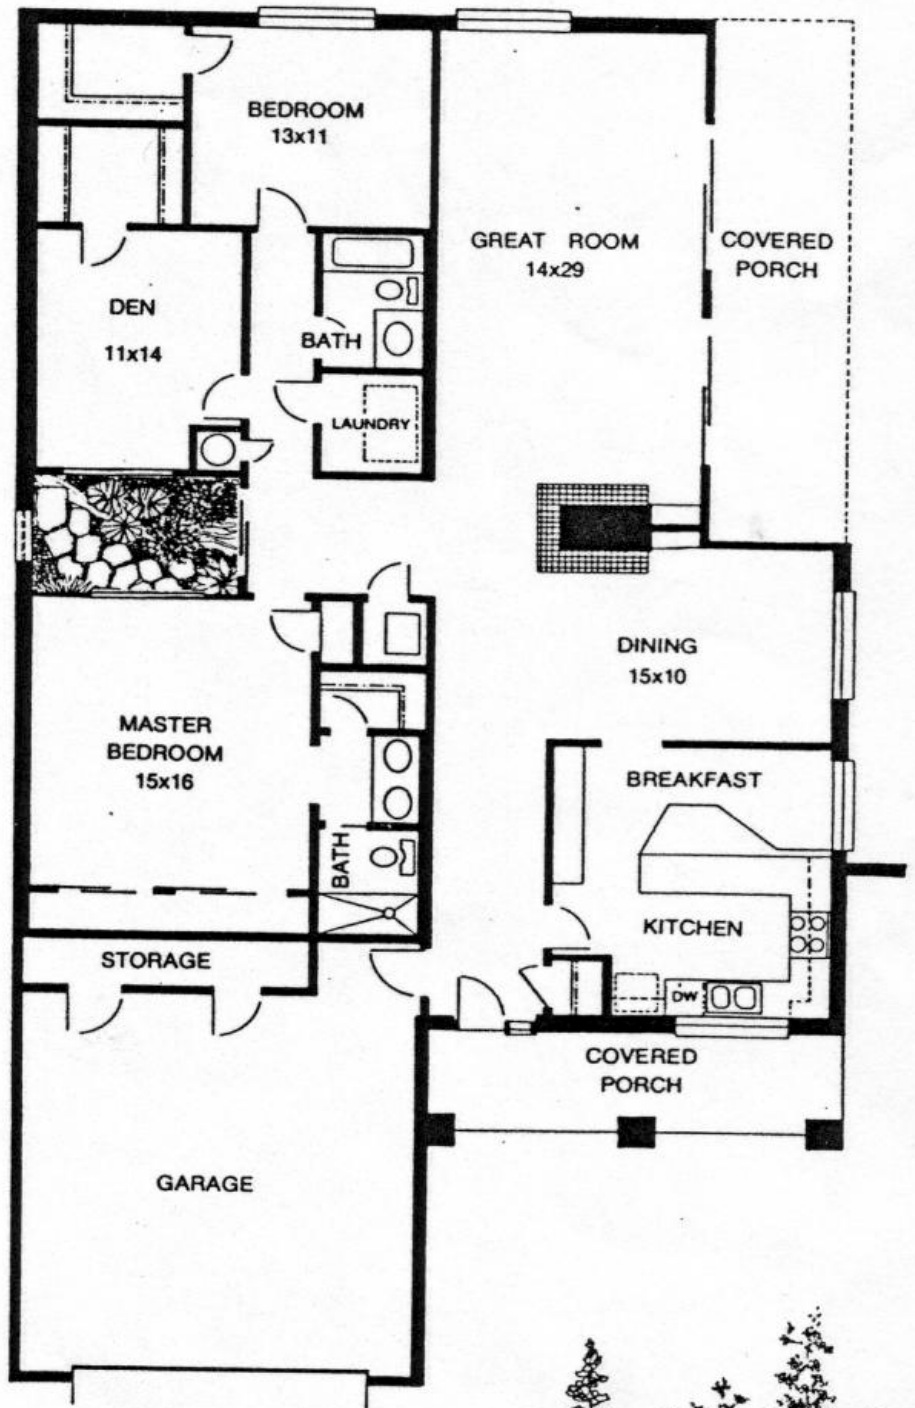 BEDROOM
13x11
GREAT ROOM
14x29
COVERED
PORCH
DEN
11x14
BATH
LAUNDRY
DINING
15x10
MASTER
BEDROOM
15x16
BREAKFAST
BATH
KITCHEN
STORAGE
DW
COVERED
PORCH
GARAGE